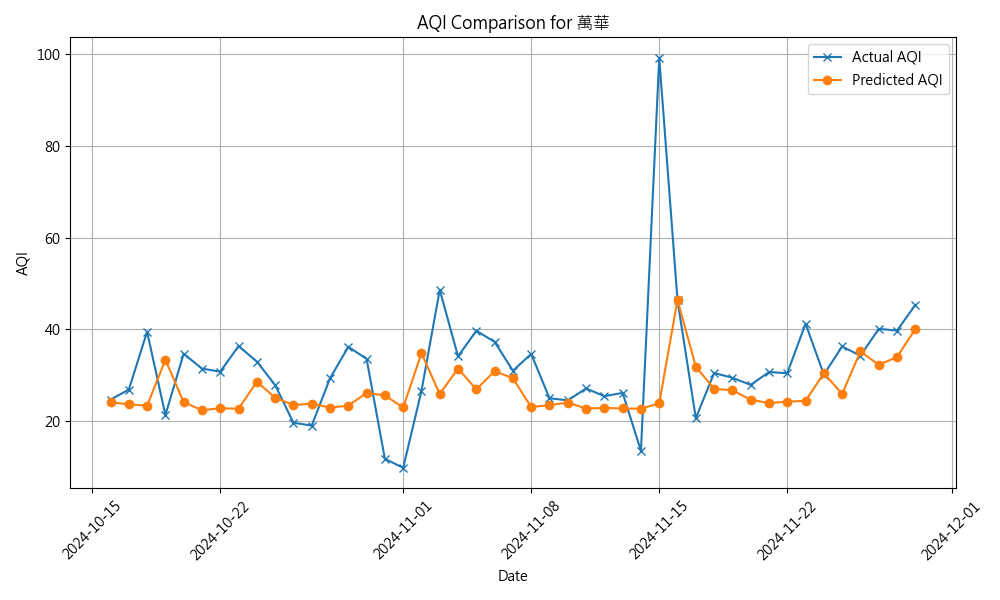 AQI Comparison for 萬華
Actual AQI
Predicted AQI
AQI
100
80
60
40
20
2024-10-15
2024-10-22
2024-11-01
2024-11-08
2024-11-15
2024-11-22
2024-12-01
Date